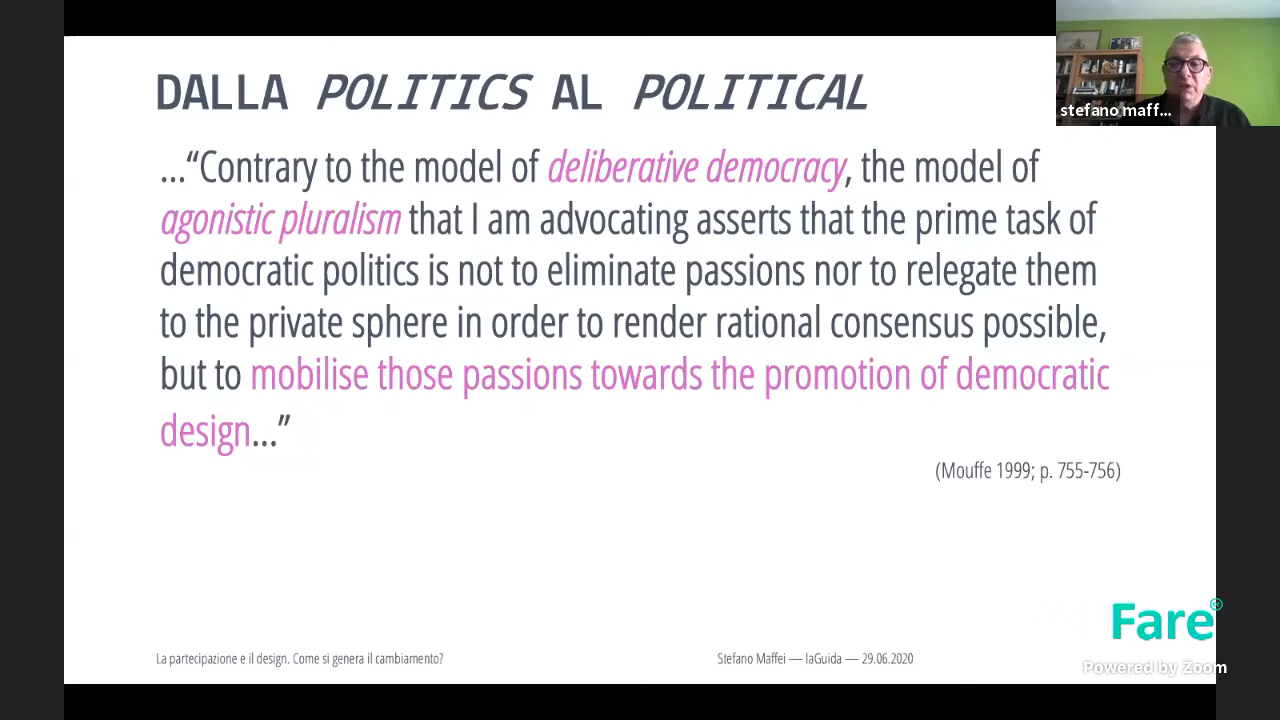 DALLA POLITICS AL POLITICAL
stefano maff...
...“Contrary to the model of deliberative democracy, the model of
agonistic pluralism that I am advocating asserts that the prime task of
democratic politics is not to eliminate passions nor to relegate them
to the private sphere in order to render rational consensus possible,
but to mobilise those passions towards the promotion of democratic
design...”
(Mouffe 1999; p. 755-756)
Fare
Powered by Zoom
La partecipazione e il design. Come si genera il cambiamento?
Stefano Maffei — laGuida — 29.06.2020